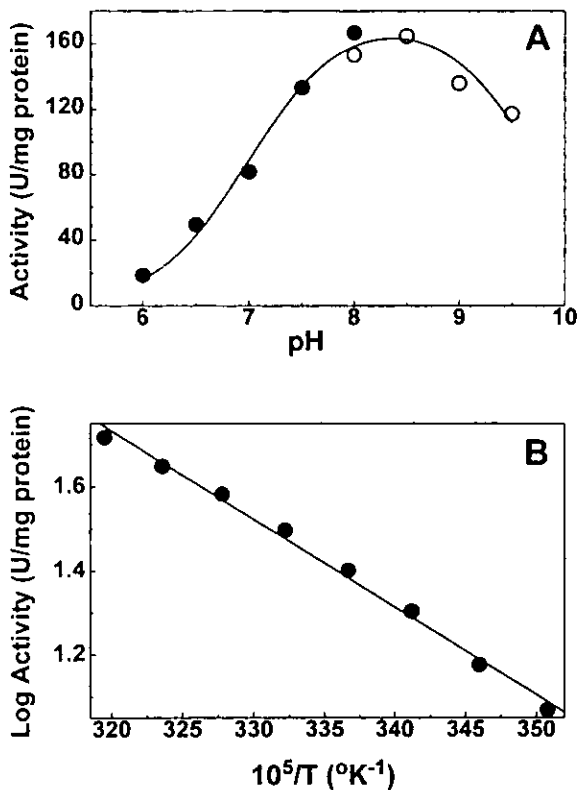 A
Activity (U/mg protein)
160
120
80
40
0
6 7 8 9 10
pH
B
Log Activity (U/mg protein)
1.6
1.4
1.2
320 325 330 335 340 345 350
10⁵/T (°K⁻¹)